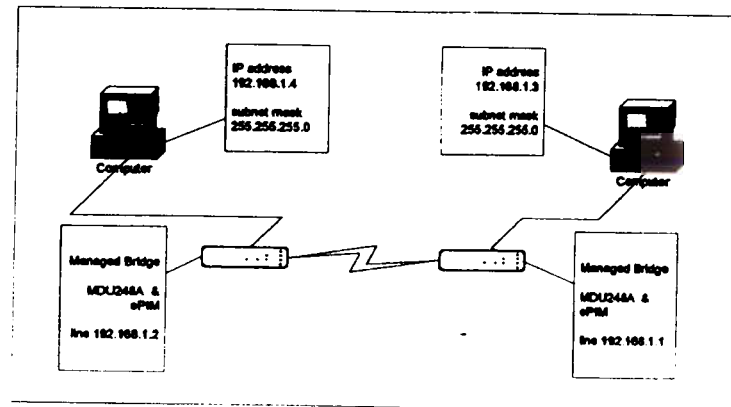 IP address
192.168.1.4
subnet mask
255.255.255.0
Computer
IP address
192.168.1.3
subnet mask
255.255.255.0
Computer
Managed Bridge
MDU248A &
ePIM
line 192.168.1.2
Managed Bridge
MDU248A &
ePIM
line 192.168.1.1